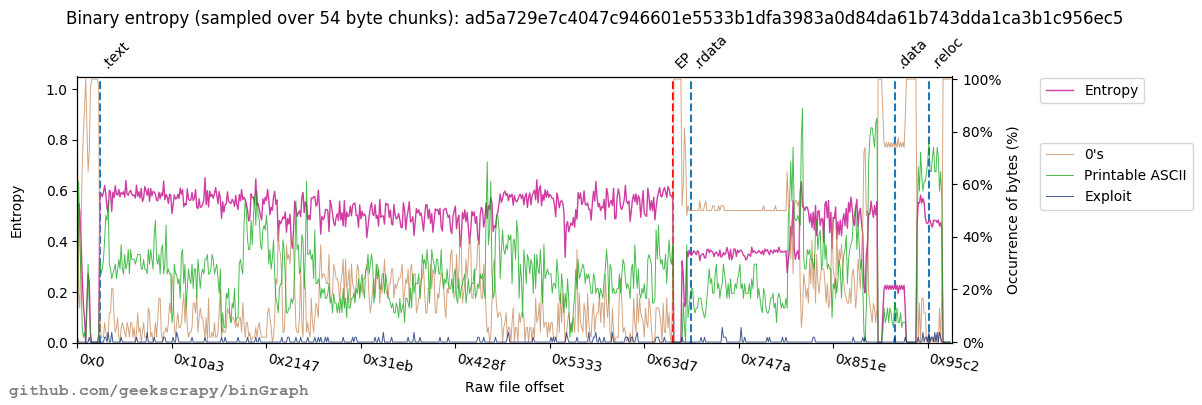 Binary entropy (sampled over 54 byte chunks): ad5a729e7c4047c946601e5533b1dfa3983a0d84da61b743dda1ca3b1c956ec5
.text
EP
.rdata
.data
.reloc
1.0
0.8
0.6
0.4
0.2
0.0
Entropy
100%
80%
60%
40%
20%
0%
Occurrence of bytes (%)
Entropy
0's
Printable ASCII
Exploit
0x0
0x10a3
0x2147
0x31eb
0x428f
0x5333
0x63d7
0x747a
0x851e
0x95c2
Raw file offset
github.com/geekscrapy/binGraph